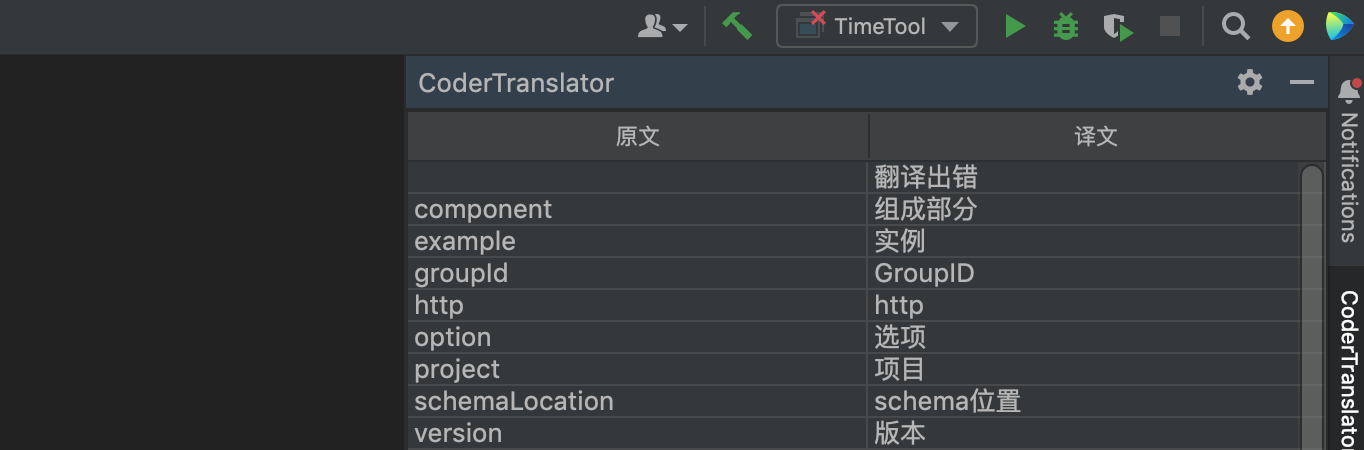 TimeTool
CoderTranslator
原文 译文
翻译出错
component 组成部分
example 实例
groupId GroupID
http http
option 选项
project 项目
schemaLocation schema位置
version 版本
Notifications
CoderTranslato